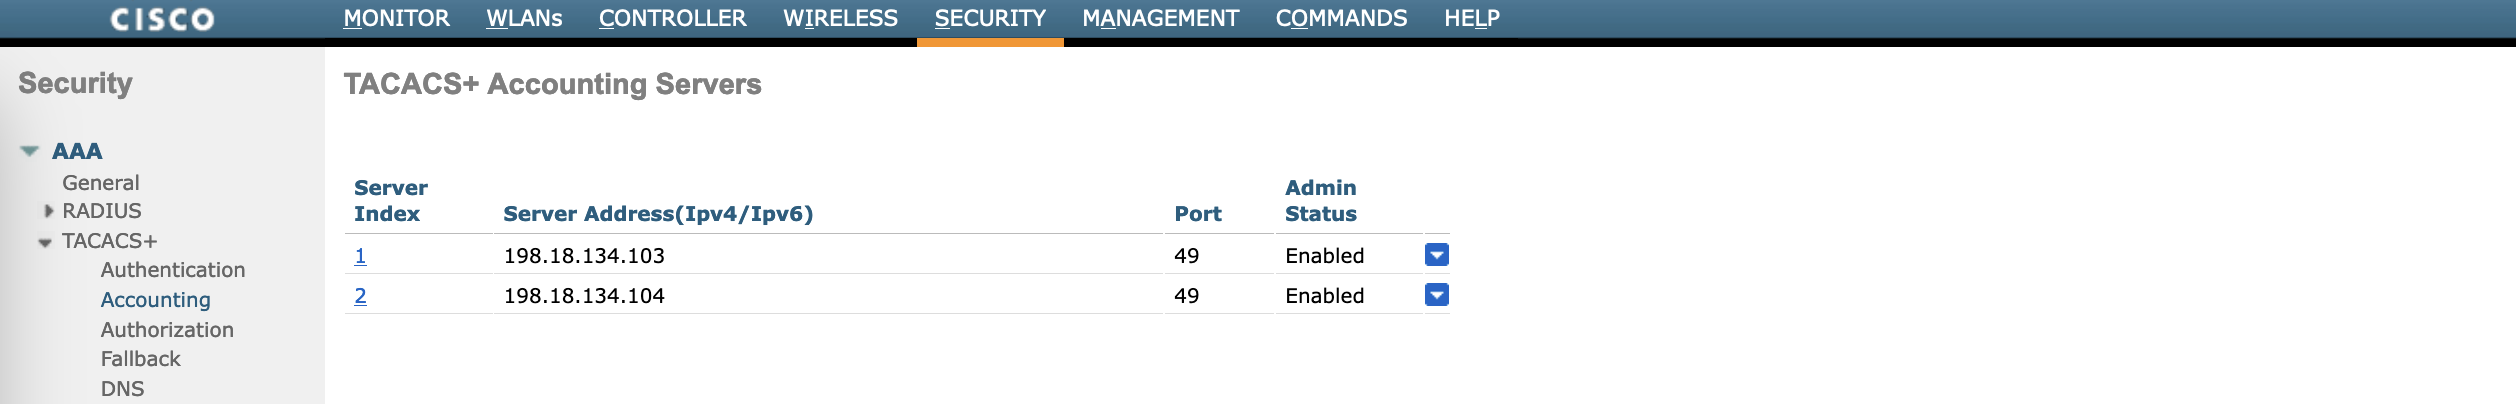 CISCO
MONITOR WLANs CONTROLLER WIRELESS SECURITY MANAGEMENT COMMANDS HELP
Security
AAA
General
RADIUS
TACACS+
Authentication
Accounting
Authorization
Fallback
DNS
TACACS+ Accounting Servers
Server Index Server Address(Ipv4/Ipv6) Port Admin Status
1 198.18.134.103 49 Enabled
2 198.18.134.104 49 Enabled